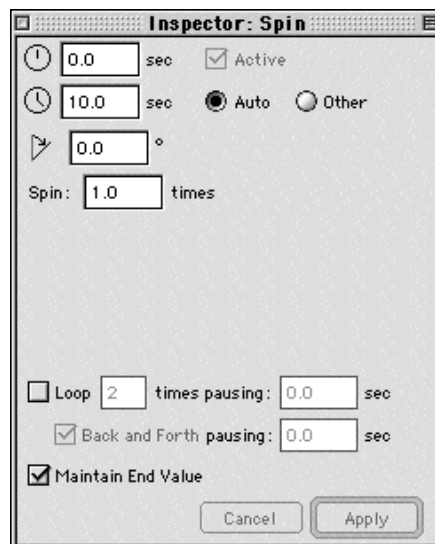 Inspector: Spin
0.0 sec Active
10.0 sec Auto Other
0.0 °
Spin: 1.0 times
Loop 2 times pausing: 0.0 sec
Back and Forth pausing: 0.0 sec
Maintain End Value
Cancel Apply